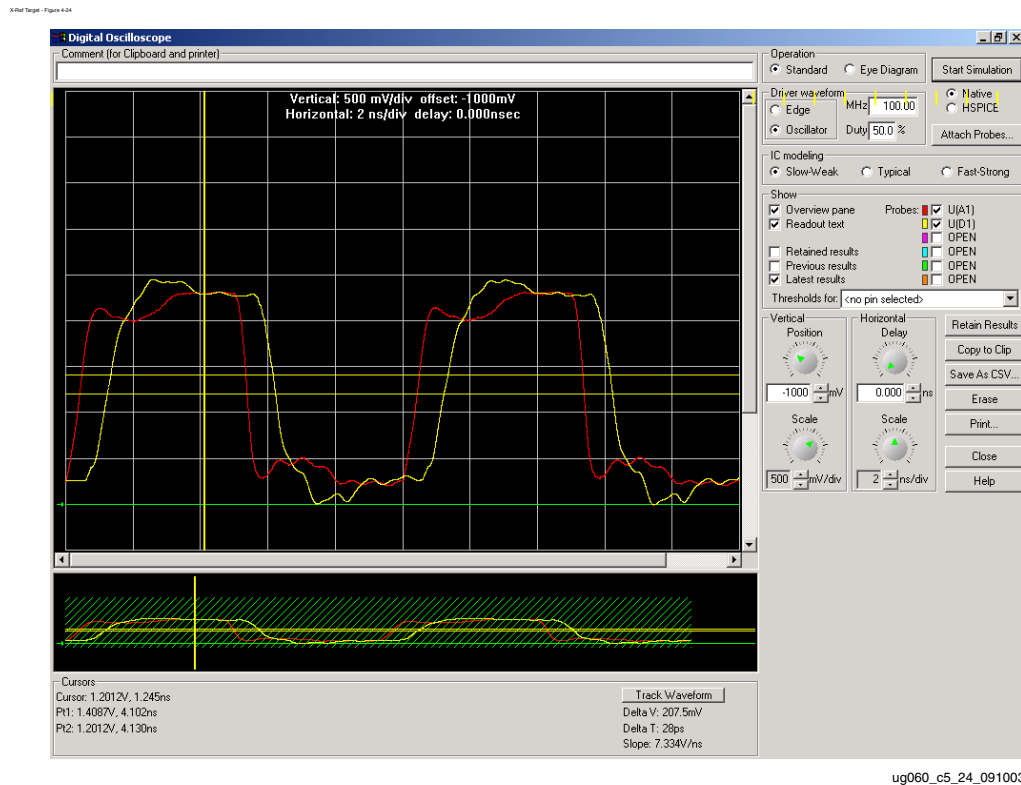 X-Ref Target - Figure 4-24
Digital Oscilloscope
Comment (for Clipboard and printer)
Vertical: 500 mV/div offset: -1000mV
Horizontal: 2 ns/div delay: 0.000nsec
Operation
Standard Eye Diagram
Start Simulation
Driver waveform
Edge
Oscillator
MHz 100.00
Duty 50.0 %
Native
HSPICE
Attach Probes...
IC modeling
Slow-Weak Typical Fast-Strong
Show
Overview pane
Readout text
Retained results
Previous results
Latest results
Probes: U(A1)
U(D1)
OPEN
OPEN
OPEN
OPEN
Thresholds for: <no pin selected>
Vertical
Position
-1000 mV
Scale
500 mV/div
Horizontal
Delay
0.000 ns
Scale
2 ns/div
Retain Results
Copy to Clip
Save As CSV...
Erase
Print...
Close
Help
Cursors
Cursor: 1.2012V, 1.245ns
Pt1: 1.4087V, 4.102ns
Pt2: 1.2012V, 4.130ns
Track Waveform
Delta V: 207.5mV
Delta T: 28ps
Slope: 7.334V/ns
ug060_c5_24_091003